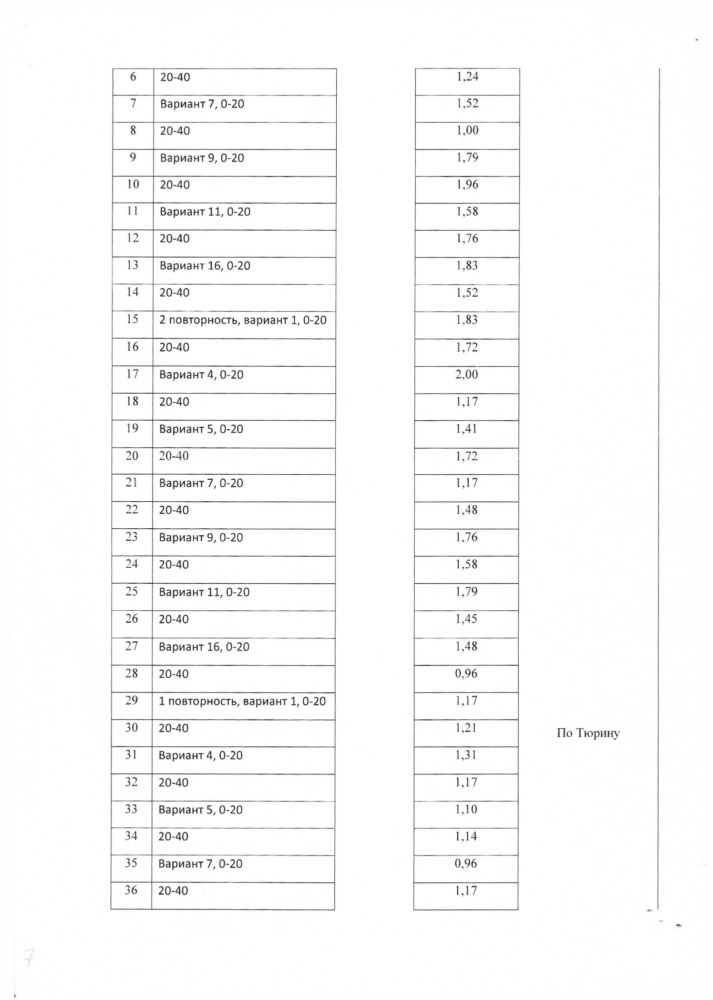 6 20-40 1,24
7 Вариант 7, 0-20 1,52
8 20-40 1,00
9 Вариант 9, 0-20 1,79
10 20-40 1,96
11 Вариант 11, 0-20 1,58
12 20-40 1,76
13 Вариант 16, 0-20 1,83
14 20-40 1,52
15 2 повторность, вариант 1, 0-20 1,83
16 20-40 1,72
17 Вариант 4, 0-20 2,00
18 20-40 1,17
19 Вариант 5, 0-20 1,41
20 20-40 1,72
21 Вариант 7, 0-20 1,17
22 20-40 1,48
23 Вариант 9, 0-20 1,76
24 20-40 1,58
25 Вариант 11, 0-20 1,79
26 20-40 1,45
27 Вариант 16, 0-20 1,48
28 20-40 0,96
29 1 повторность, вариант 1, 0-20 1,17
30 20-40 1,21 По Тюрину
31 Вариант 4, 0-20 1,31
32 20-40 1,17
33 Вариант 5, 0-20 1,10
34 20-40 1,14
35 Вариант 7, 0-20 0,96
36 20-40 1,17
7